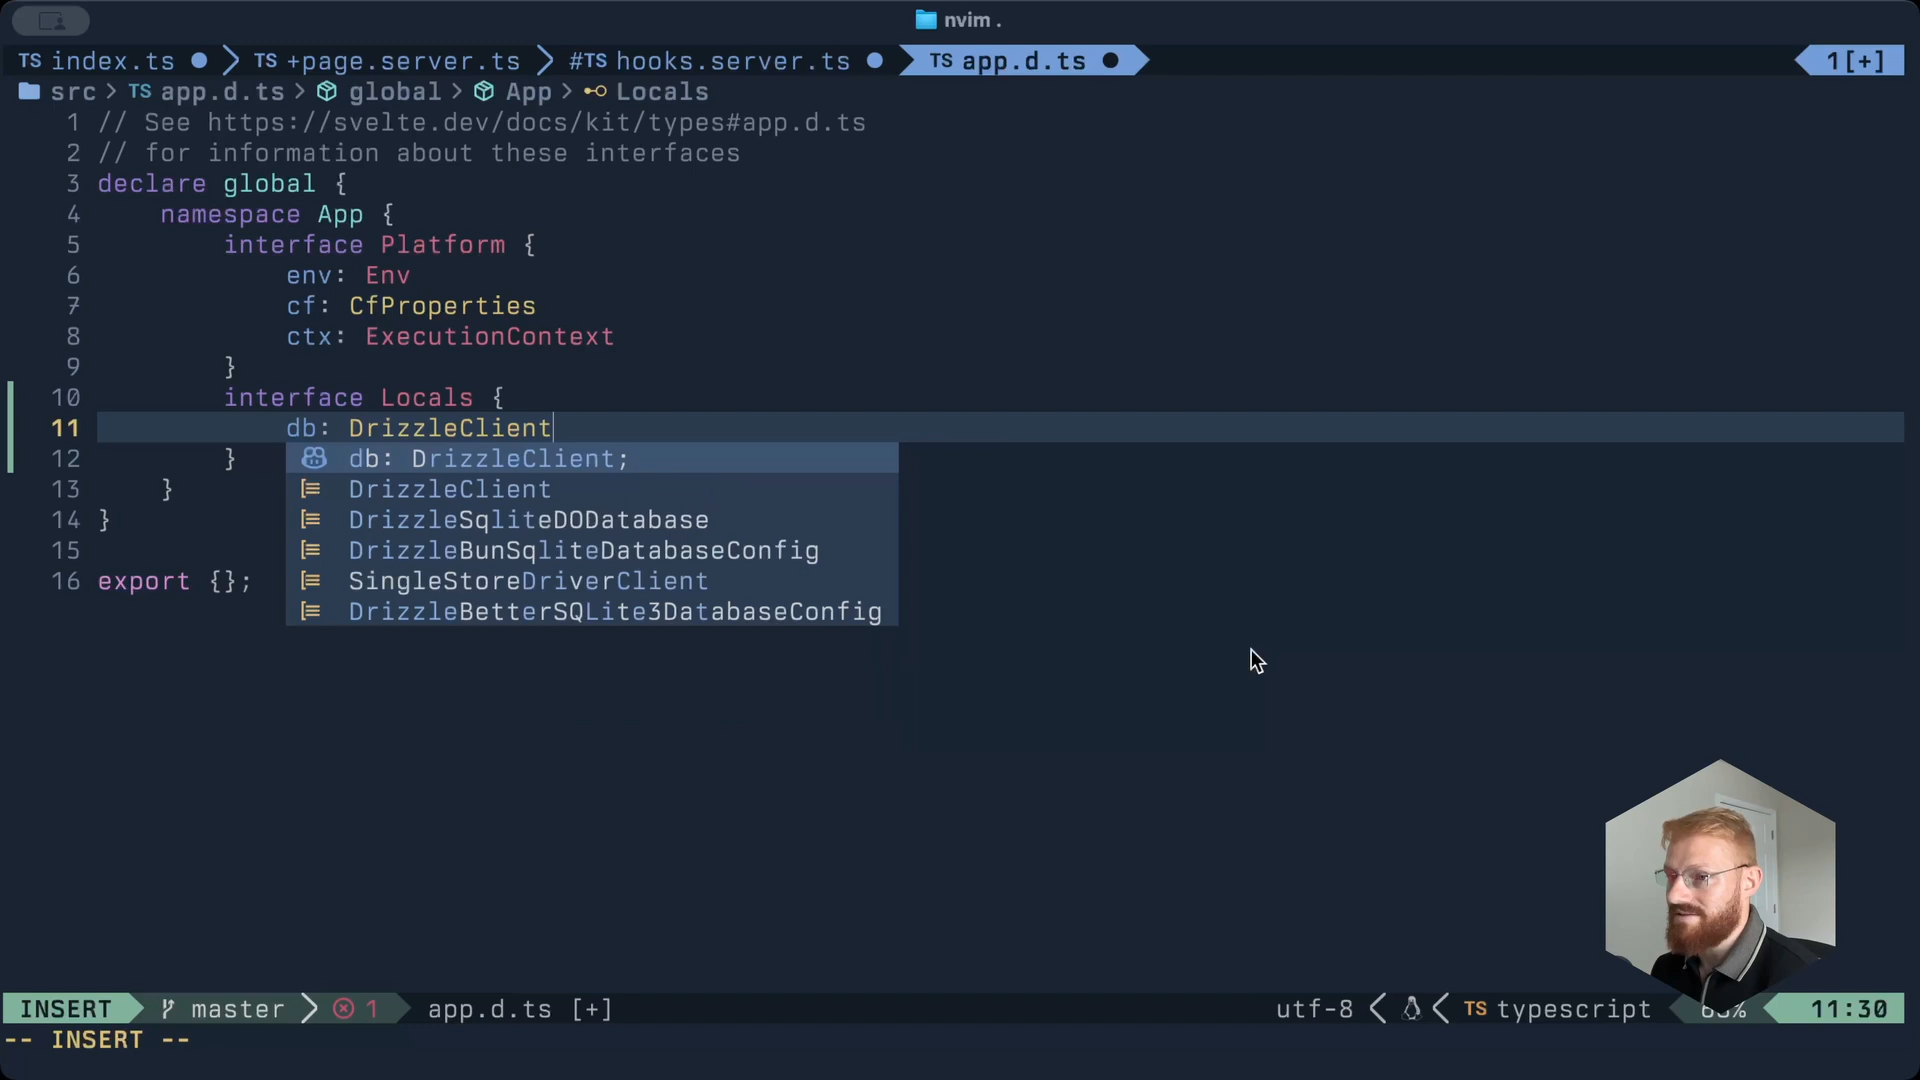 nvim .
TS index.ts TS +page.server.ts #TS hooks.server.ts TS app.d.ts 1[+]
src > TS app.d.ts > global > App > Locals
1 // See https://svelte.dev/docs/kit/types#app.d.ts
2 // for information about these interfaces
3 declare global {
4 namespace App {
5 interface Platform {
6 env: Env
7 cf: CfProperties
8 ctx: ExecutionContext
9 }
10 interface Locals {
11 db: DrizzleClient
12 }
db: DrizzleClient;
13 }
DrizzleClient
14 }
DrizzleSqliteDODatabase
15
DrizzleBunSqliteDatabaseConfig
16 export {};
SingleStoreDriverClient
DrizzleBetterSQLite3DatabaseConfig
INSERT master 1 app.d.ts [+] utf-8 TS typescript 11:30
-- INSERT --